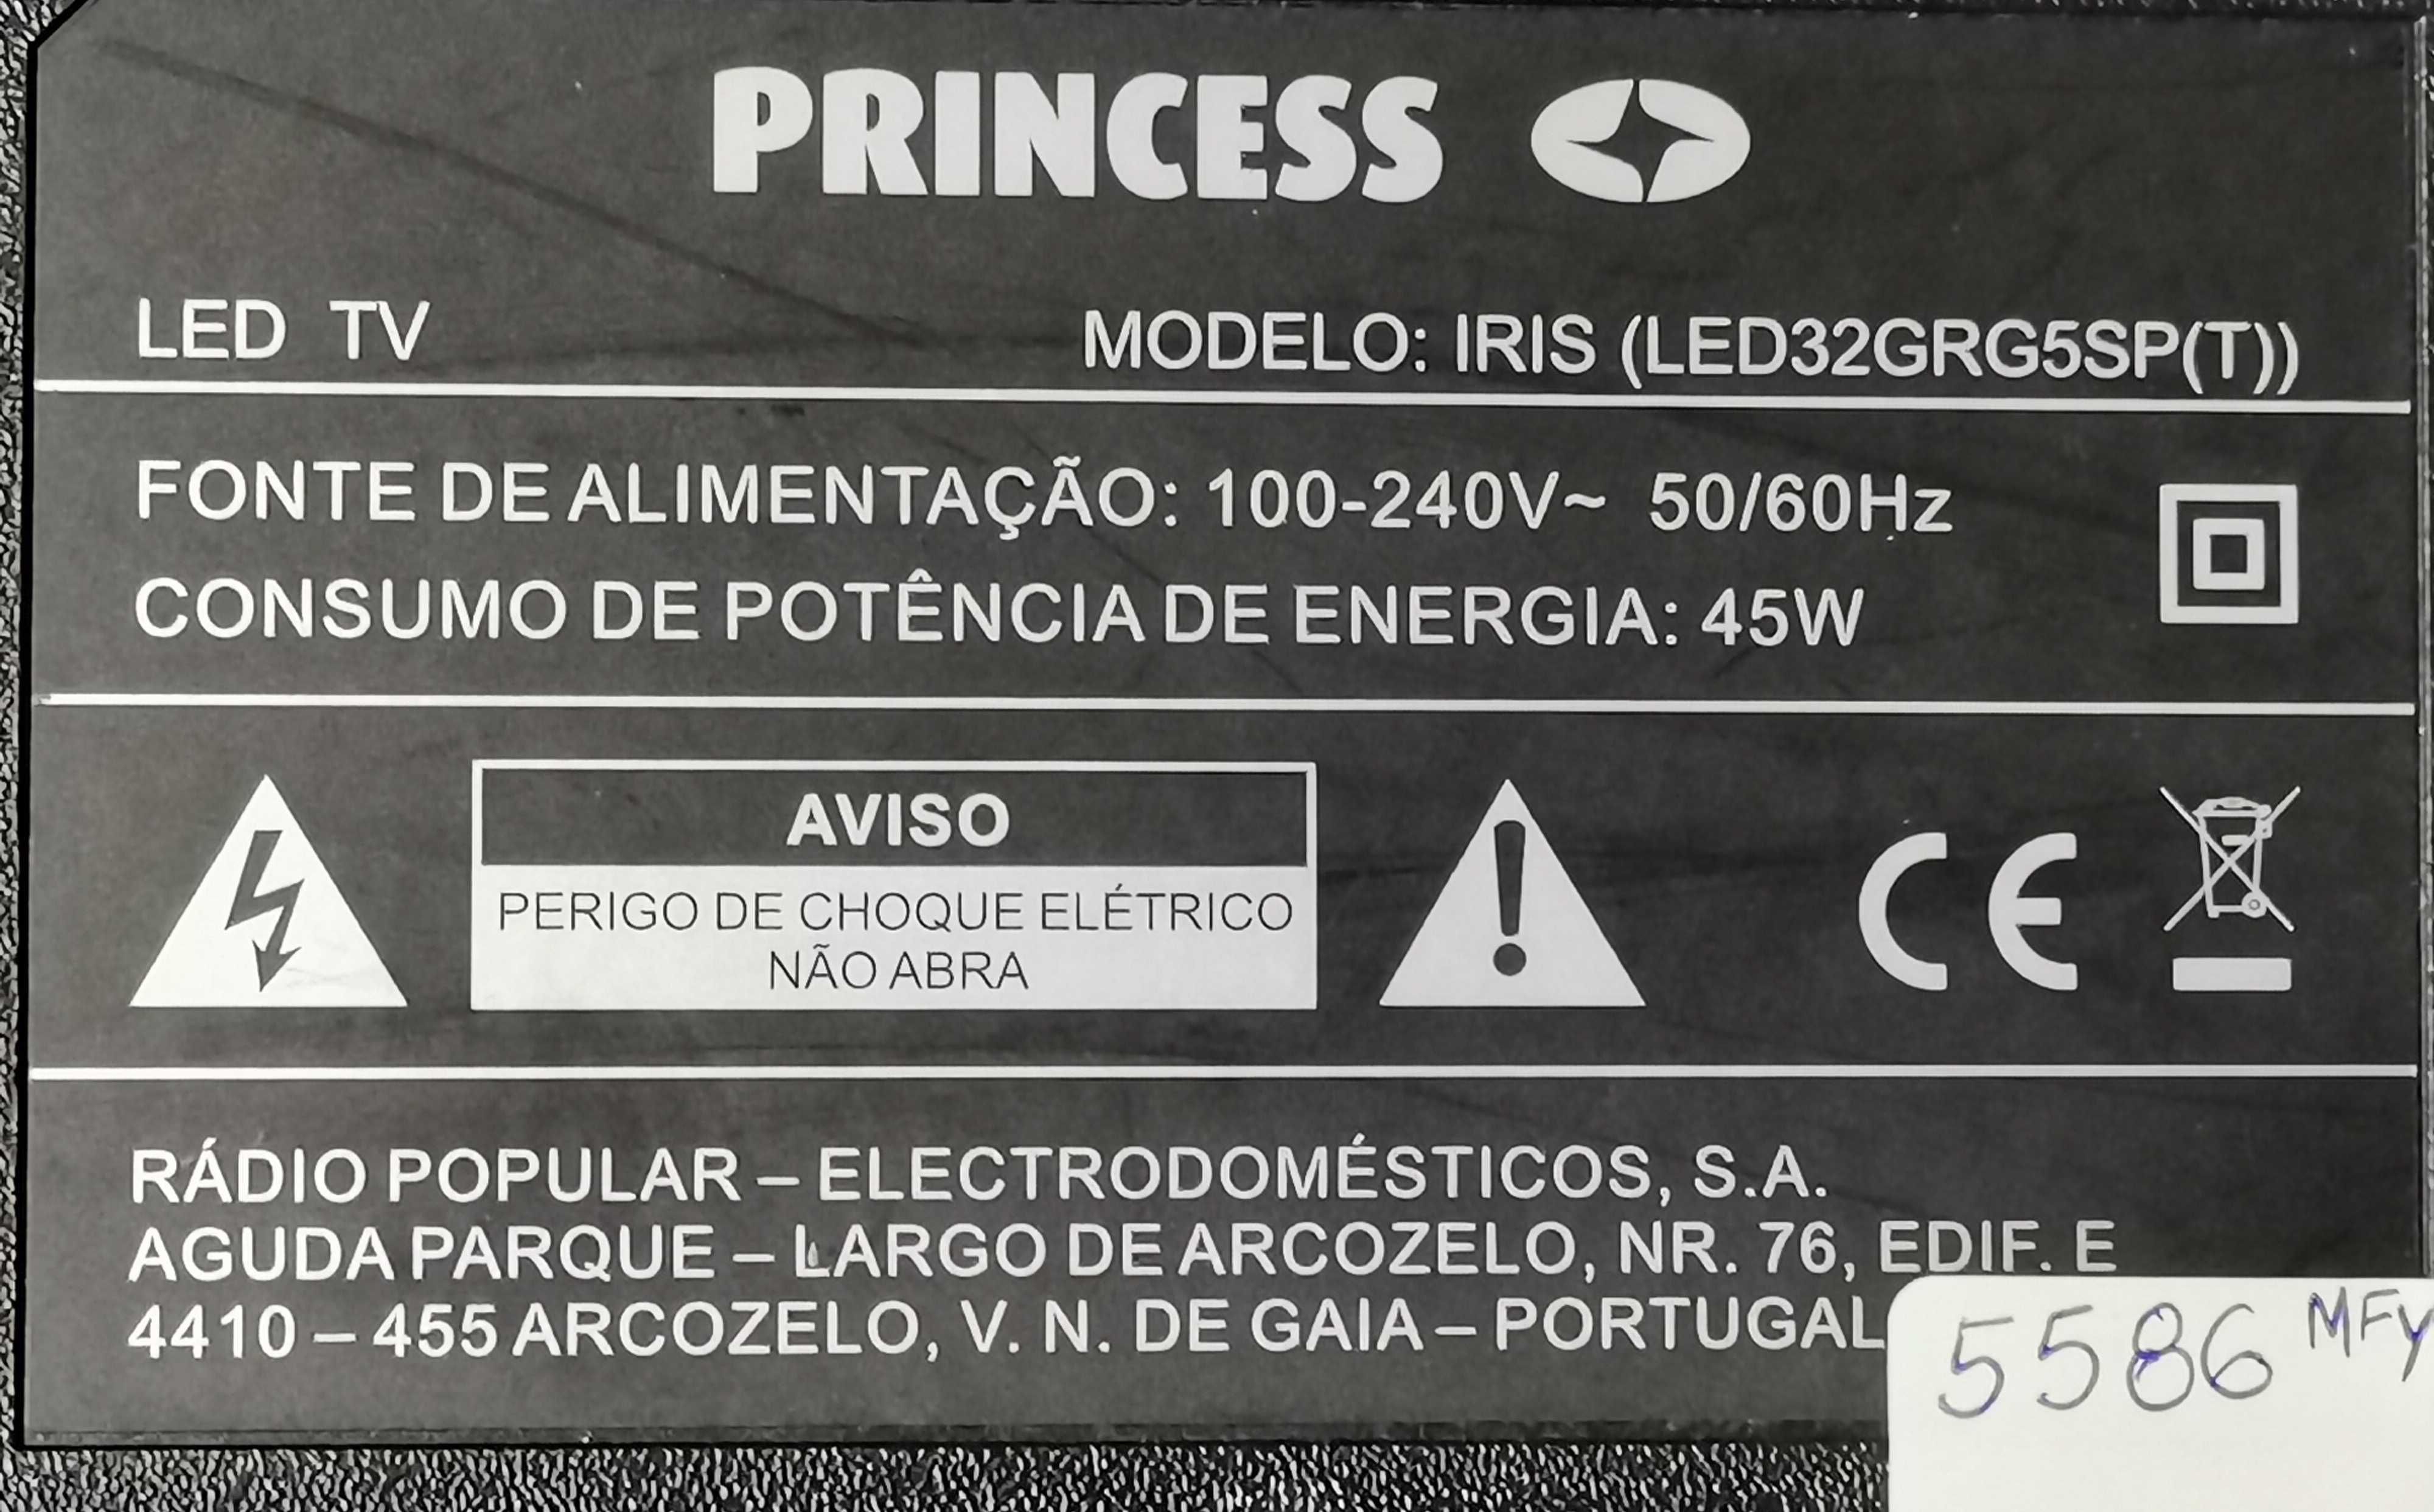 PRINCESS
LED TV
MODELO: IRIS (LED32GRG5SP(T))
FONTE DE ALIMENTAÇÃO: 100-240V~ 50/60Hz
CONSUMO DE POTÊNCIA DE ENERGIA: 45W
AVISO
PERIGO DE CHOQUE ELÉTRICO
NÃO ABRA
CE
RÁDIO POPULAR – ELECTRODOMÉSTICOS, S.A.
AGUDA PARQUE – LARGO DE ARCOZELO, NR. 76, EDIF. E
4410 – 455 ARCOZELO, V. N. DE GAIA – PORTUGAL
5586 MFY